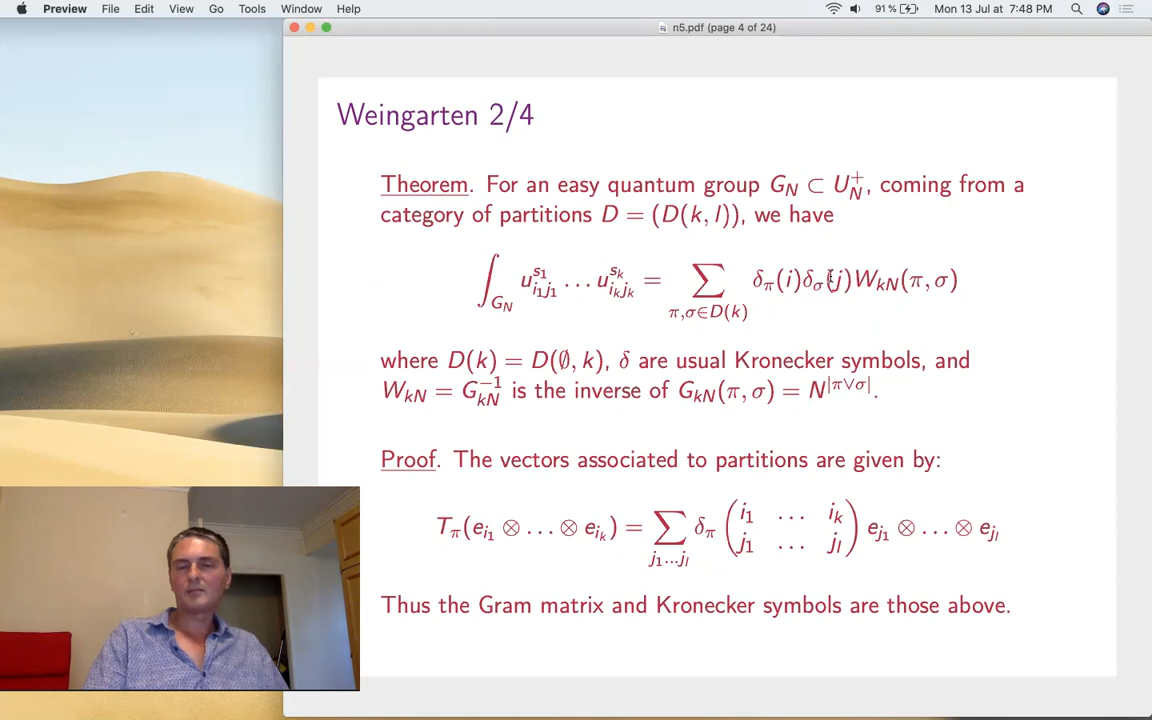 Preview File Edit View Go Tools Window Help 91% Mon 13 Jul at 7:48 PM
n5.pdf (page 4 of 24)
Weingarten 2/4
Theorem. For an easy quantum group G_N ⊂ U_N^+, coming from a
category of partitions D = (D(k, l)), we have
∫_{G_N} u_{i_1j_1}^{s_1} … u_{i_kj_k}^{s_k} = ∑_{π,σ∈D(k)} δ_π(i)δ_σ(j)W_{kN}(π, σ)
where D(k) = D(∅, k), δ are usual Kronecker symbols, and
W_{kN} = G_{kN}^{-1} is the inverse of G_{kN}(π, σ) = N^{|π∨σ|}.
Proof. The vectors associated to partitions are given by:
T_π(e_{i_1} ⊗ … ⊗ e_{i_k}) = ∑_{j_1…j_l} δ_π (i_1 … i_k / j_1 … j_l) e_{j_1} ⊗ … ⊗ e_{j_l}
Thus the Gram matrix and Kronecker symbols are those above.